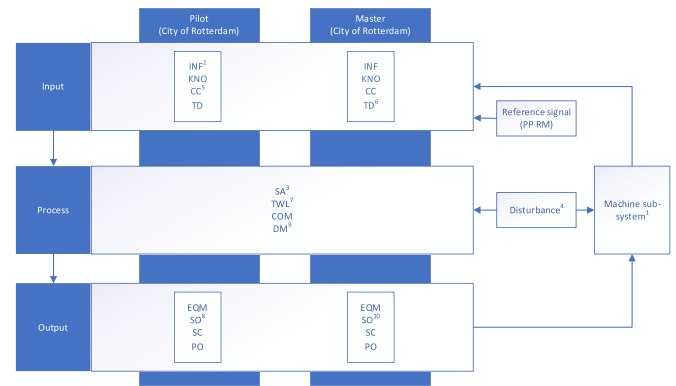 Pilot
(City of Rotterdam)
Master
(City of Rotterdam)
Input
INF2
KNO
CC5
TD
INF
KNO
CC
TD6
Reference signal
(PP RM)
Process
SA3
TWL7
COM
DM9
Disturbance4
Machine sub-
system1
Output
EQM
SO8
SC
PO
EQM
SO10
SC
PO